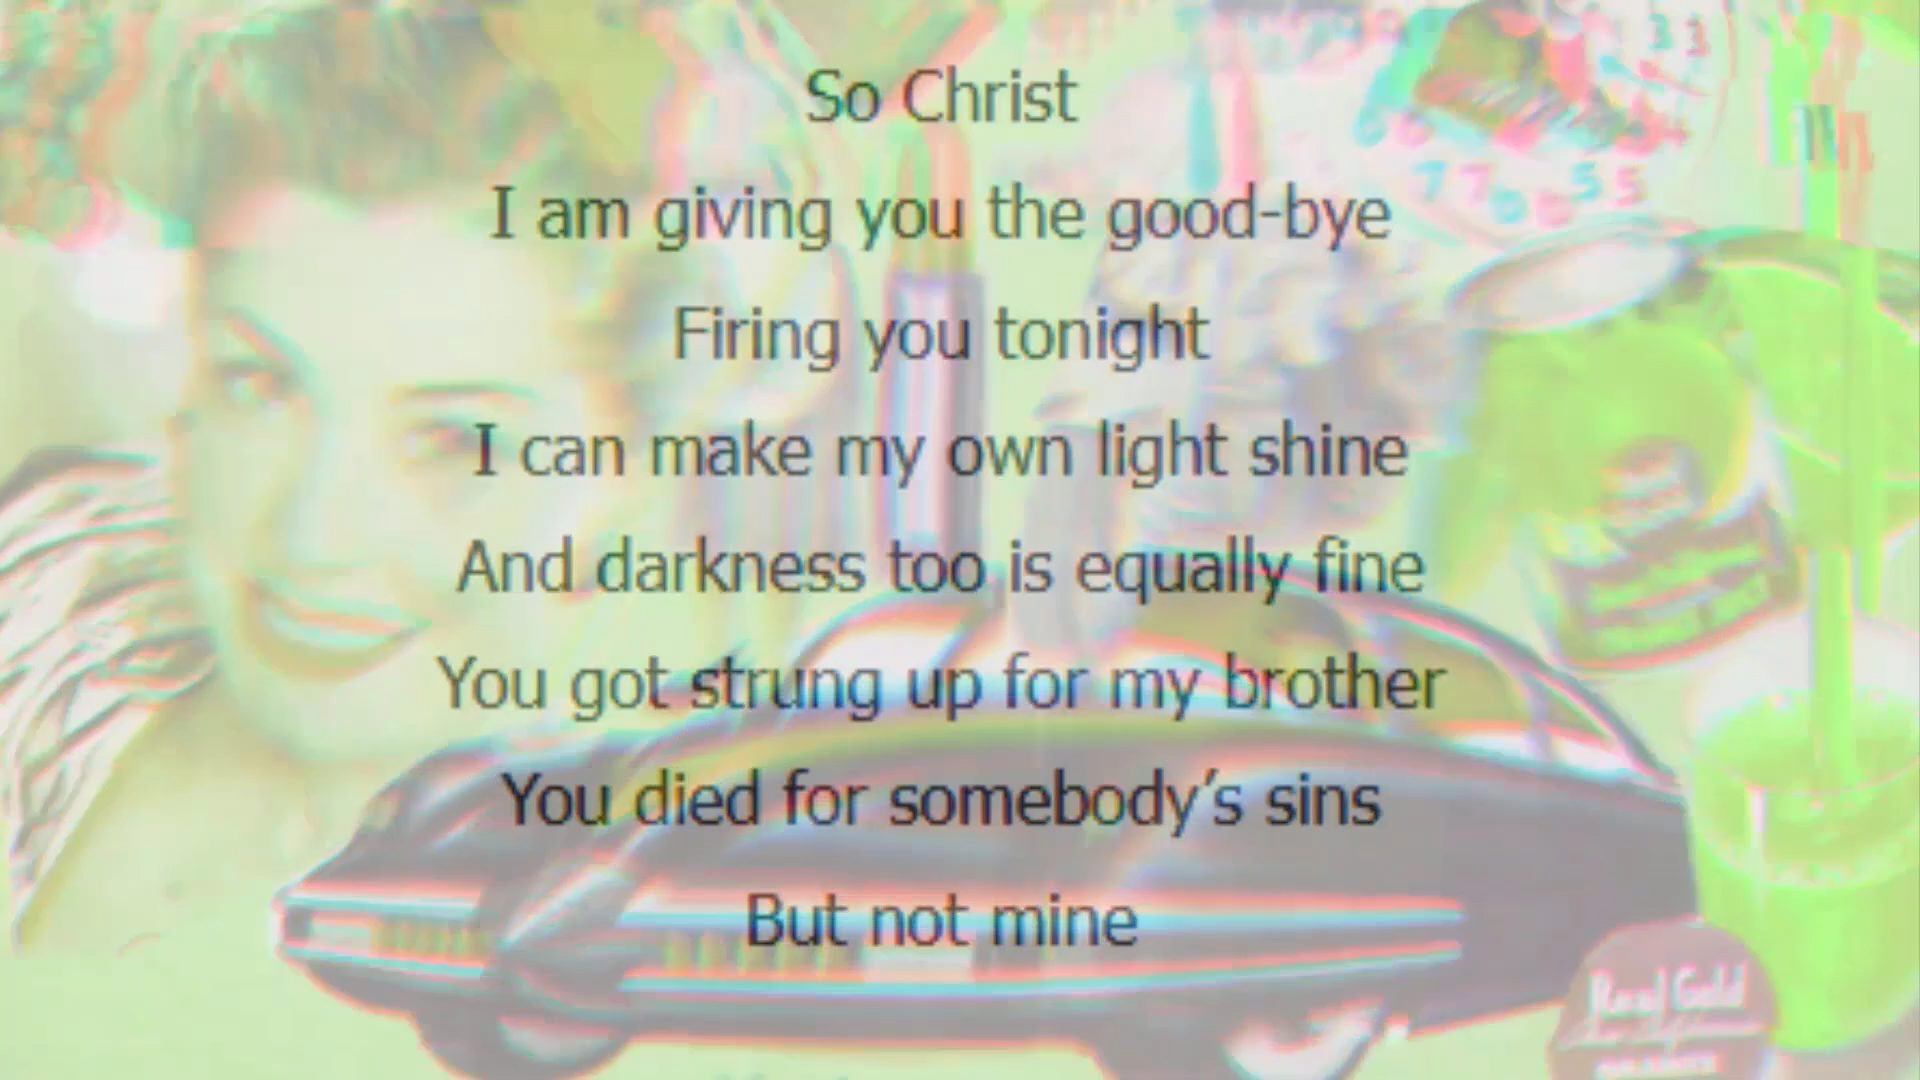 So Christ
I am giving you the good-bye
Firing you tonight
I can make my own light shine
And darkness too is equally fine
You got strung up for my brother
You died for somebody’s sins
But not mine
Real Gold